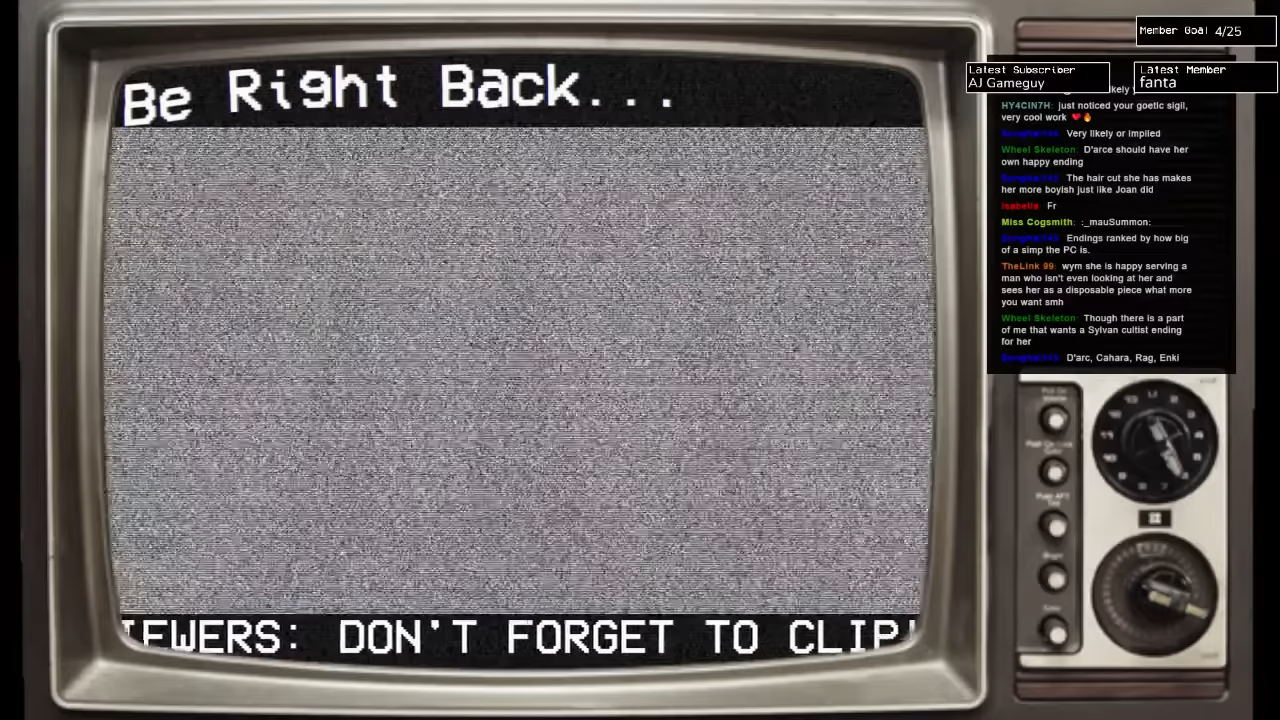 Be Right Back...
IEWERS: DON'T FORGET TO CLIP!
Member Goal 4/25
Latest Subscriber
AJ Gameguy
Latest Member
fanta
HY4CIN7H: just noticed your goetic sigil,
very cool work ❤🔥
Very likely or implied
Wheel Skeleton: D'arce should have her
own happy ending
The hair cut she has makes
her more boyish just like Joan did
Isabella Fr
Miss Cogsmith: :_mauSummon:
Endings ranked by how big
of a simp the PC is.
TheLink 99: wym she is happy serving a
man who isn't even looking at her and
sees her as a disposable piece what more
you want smh
Wheel Skeleton: Though there is a part
of me that wants a Sylvan cultist ending
for her
D'arc, Cahara, Rag, Enki